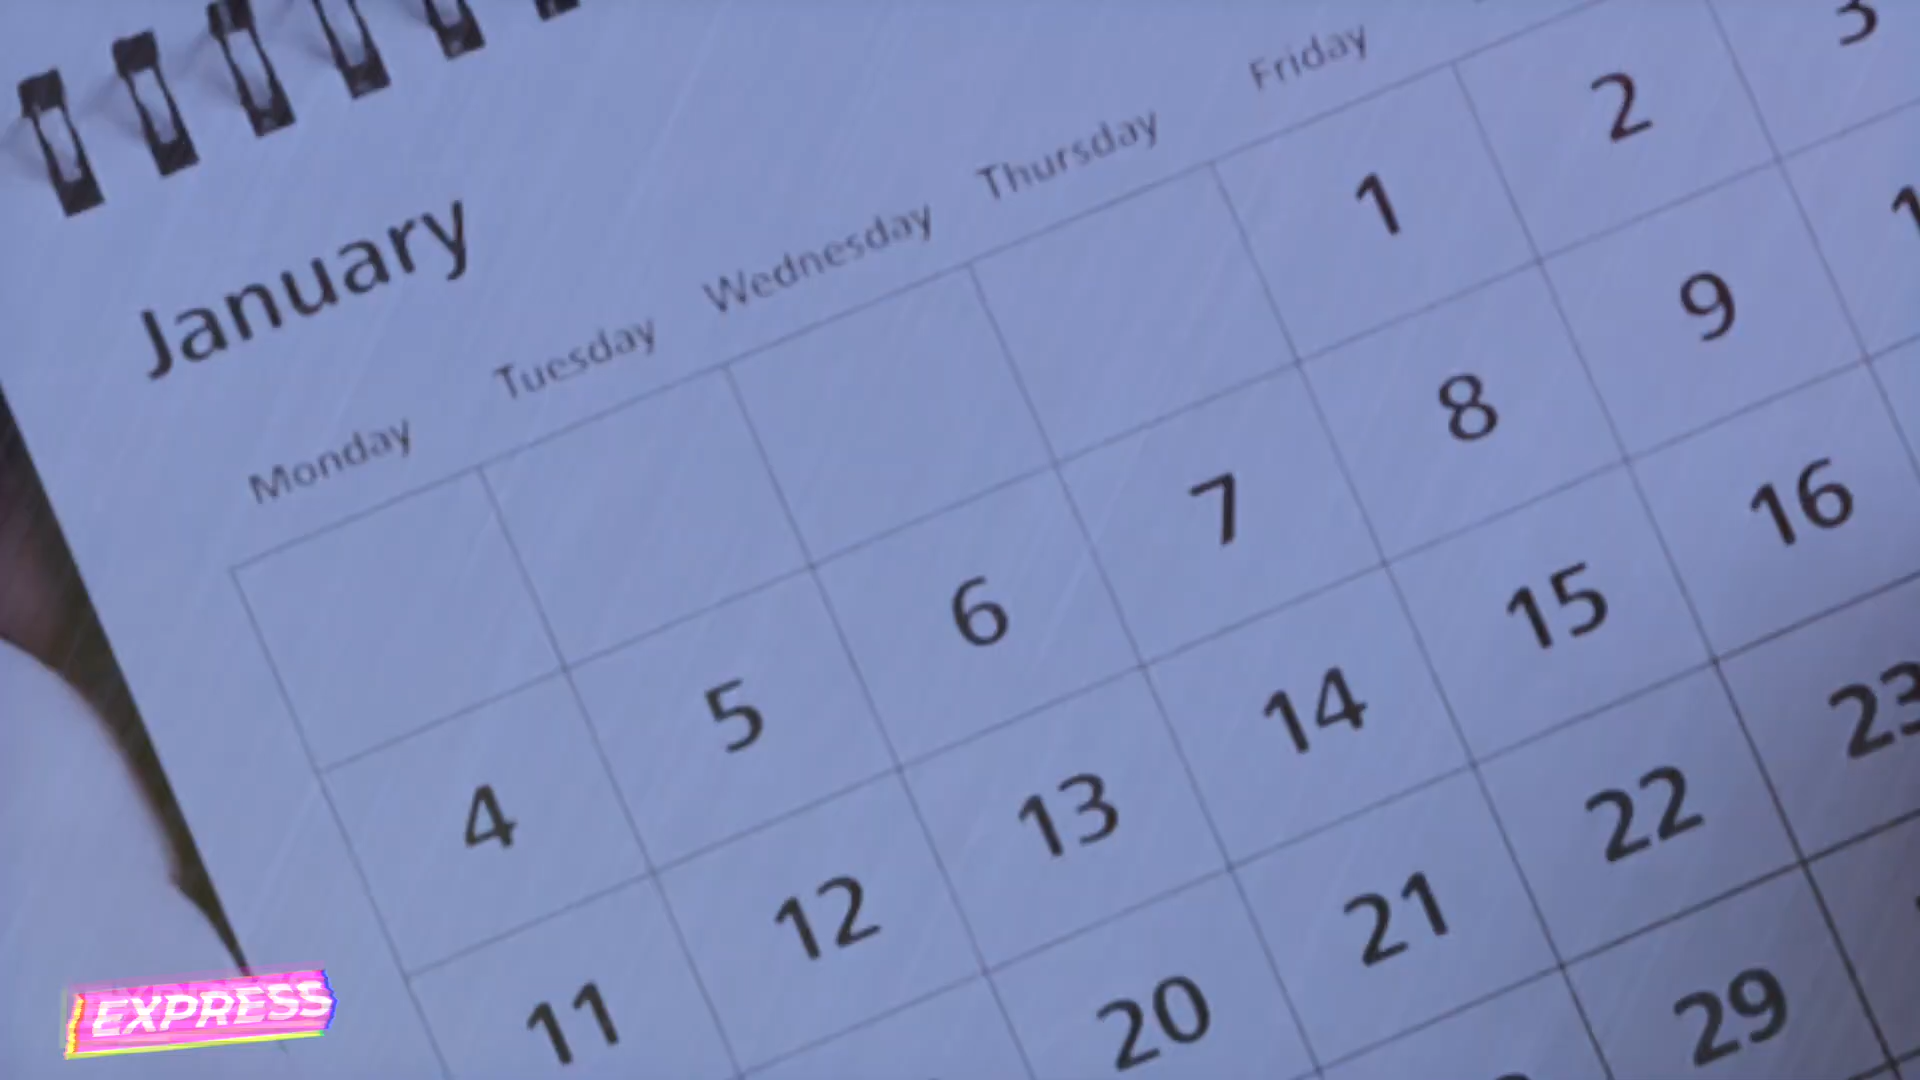 January
Monday Tuesday Wednesday Thursday Friday
1 2 3
4 5 6 7 8 9
11 12 13 14 15 16
20 21 22 23
29
EXPRESS